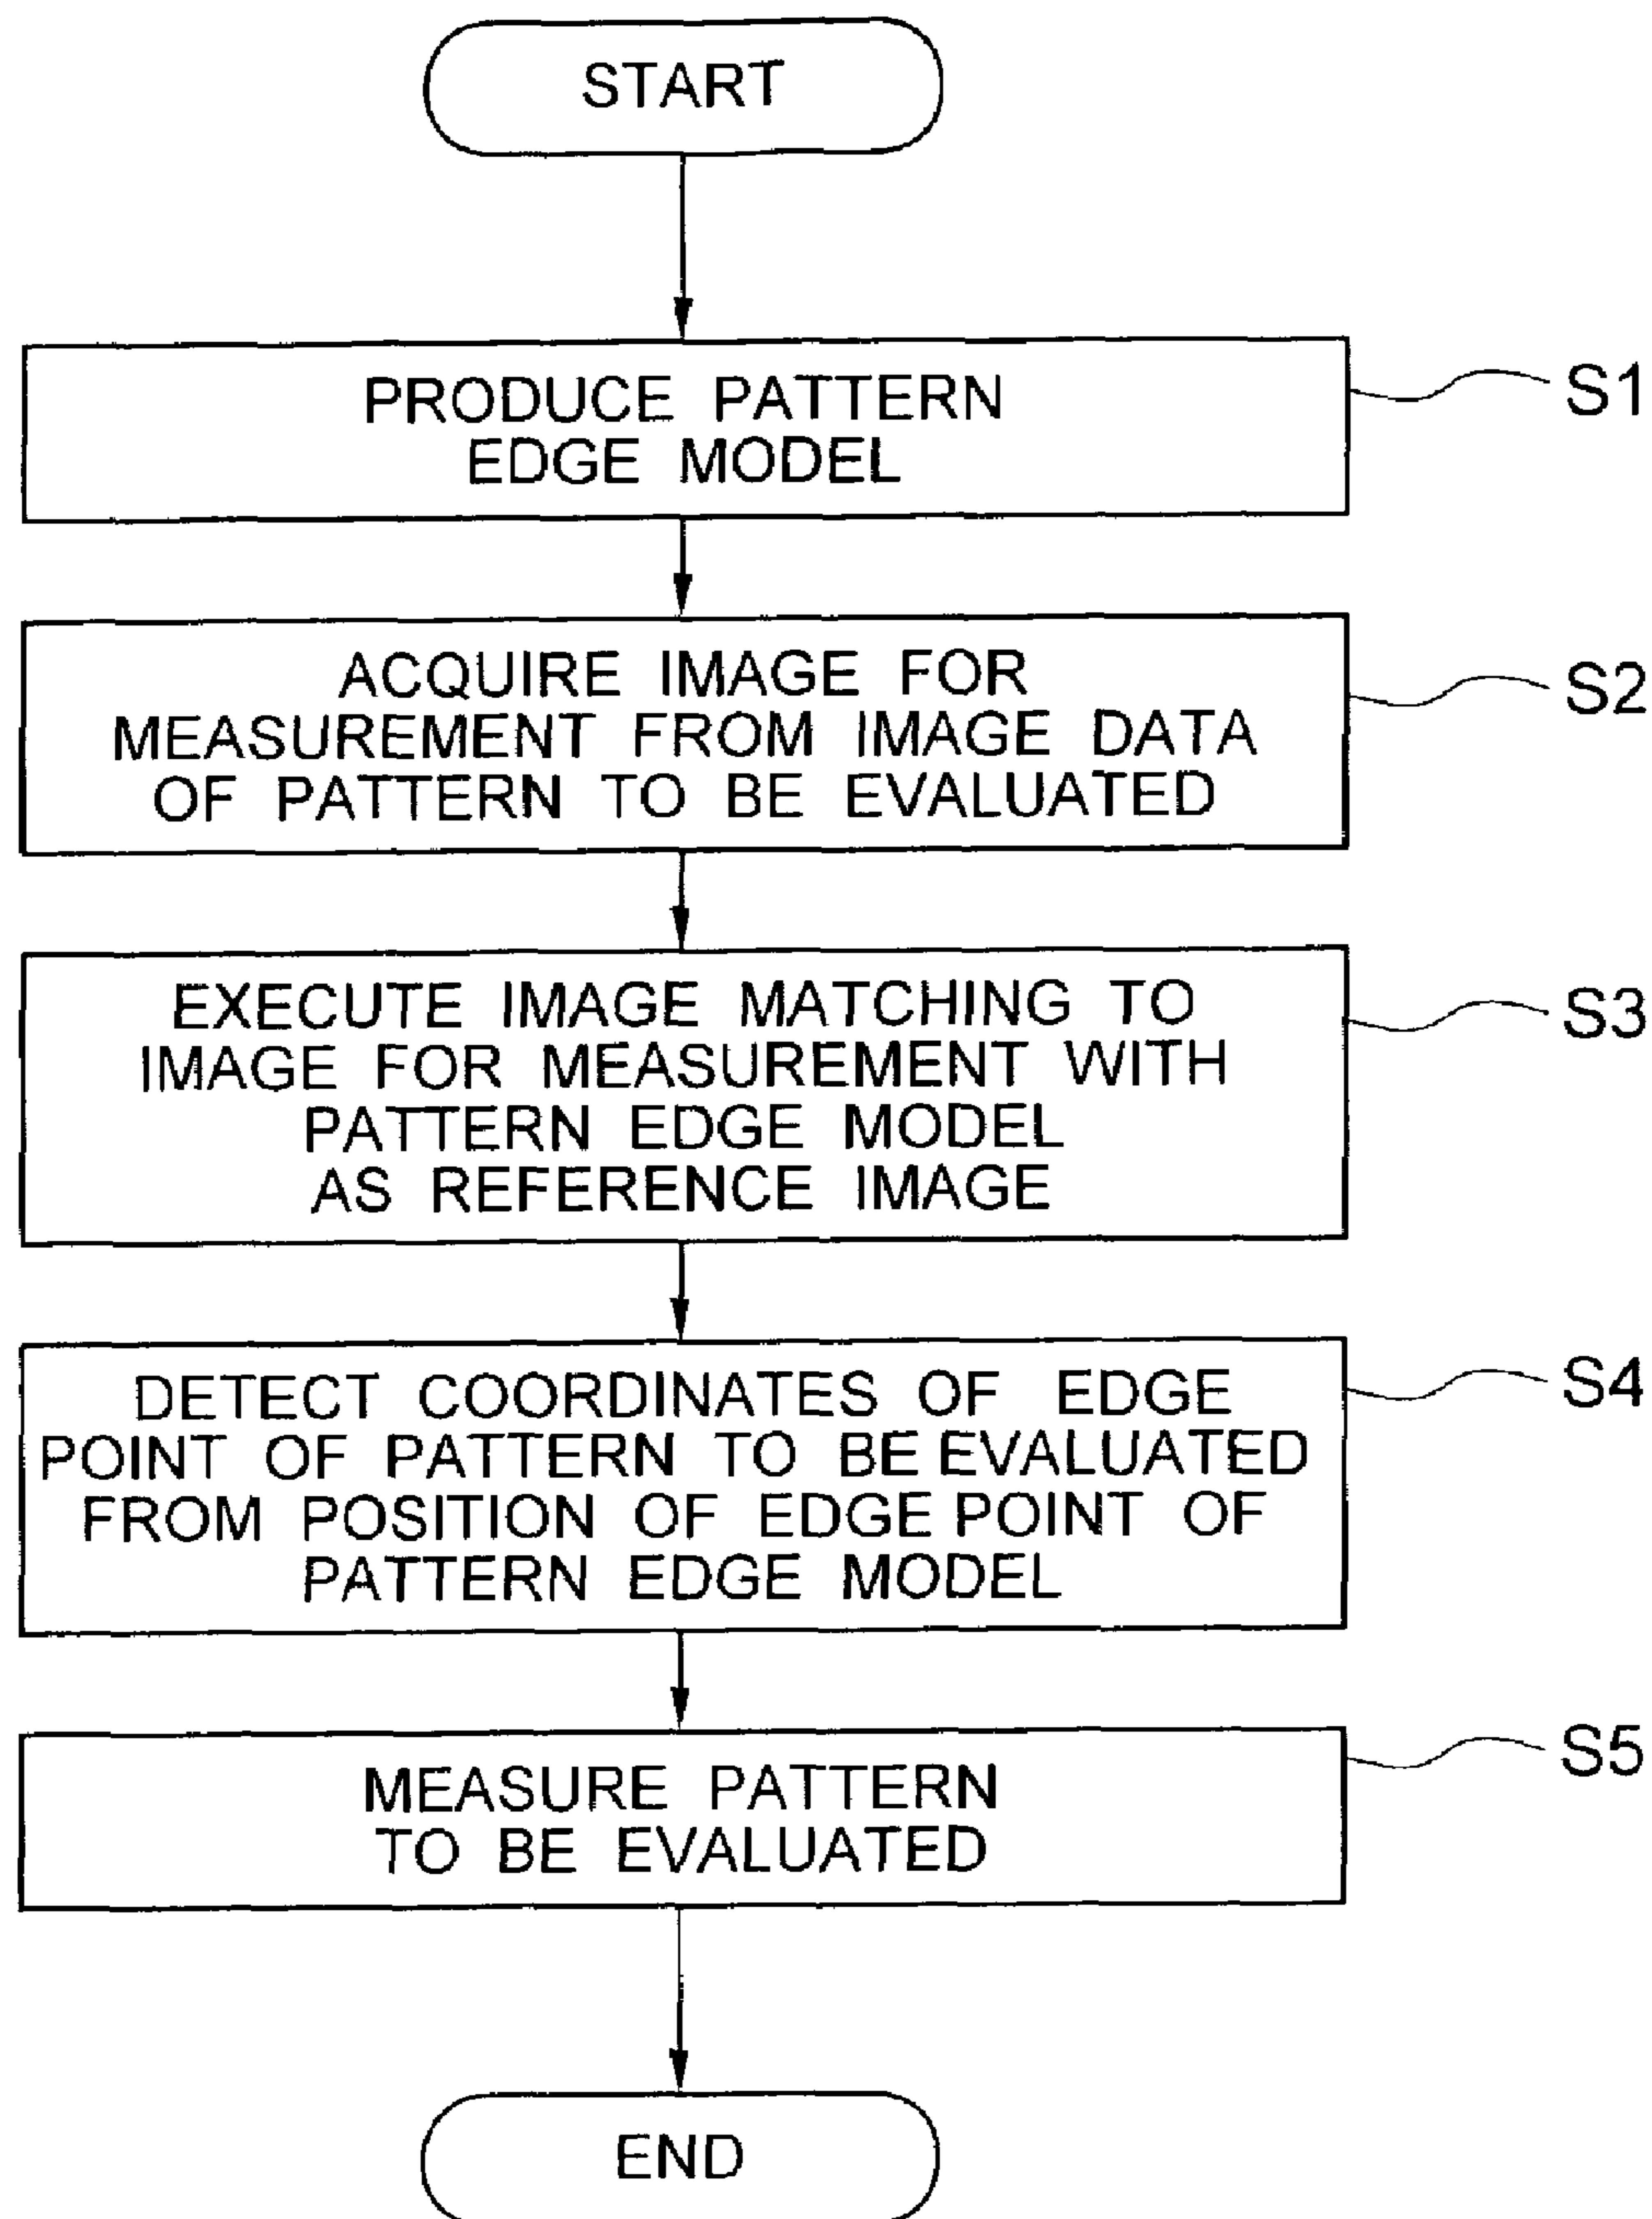 START
PRODUCE PATTERN
EDGE MODEL
S1
ACQUIRE IMAGE FOR
MEASUREMENT FROM IMAGE DATA
OF PATTERN TO BE EVALUATED
S2
EXECUTE IMAGE MATCHING TO
IMAGE FOR MEASUREMENT WITH
PATTERN EDGE MODEL
AS REFERENCE IMAGE
S3
DETECT COORDINATES OF EDGE
POINT OF PATTERN TO BE EVALUATED
FROM POSITION OF EDGE POINT OF
PATTERN EDGE MODEL
S4
MEASURE PATTERN
TO BE EVALUATED
S5
END